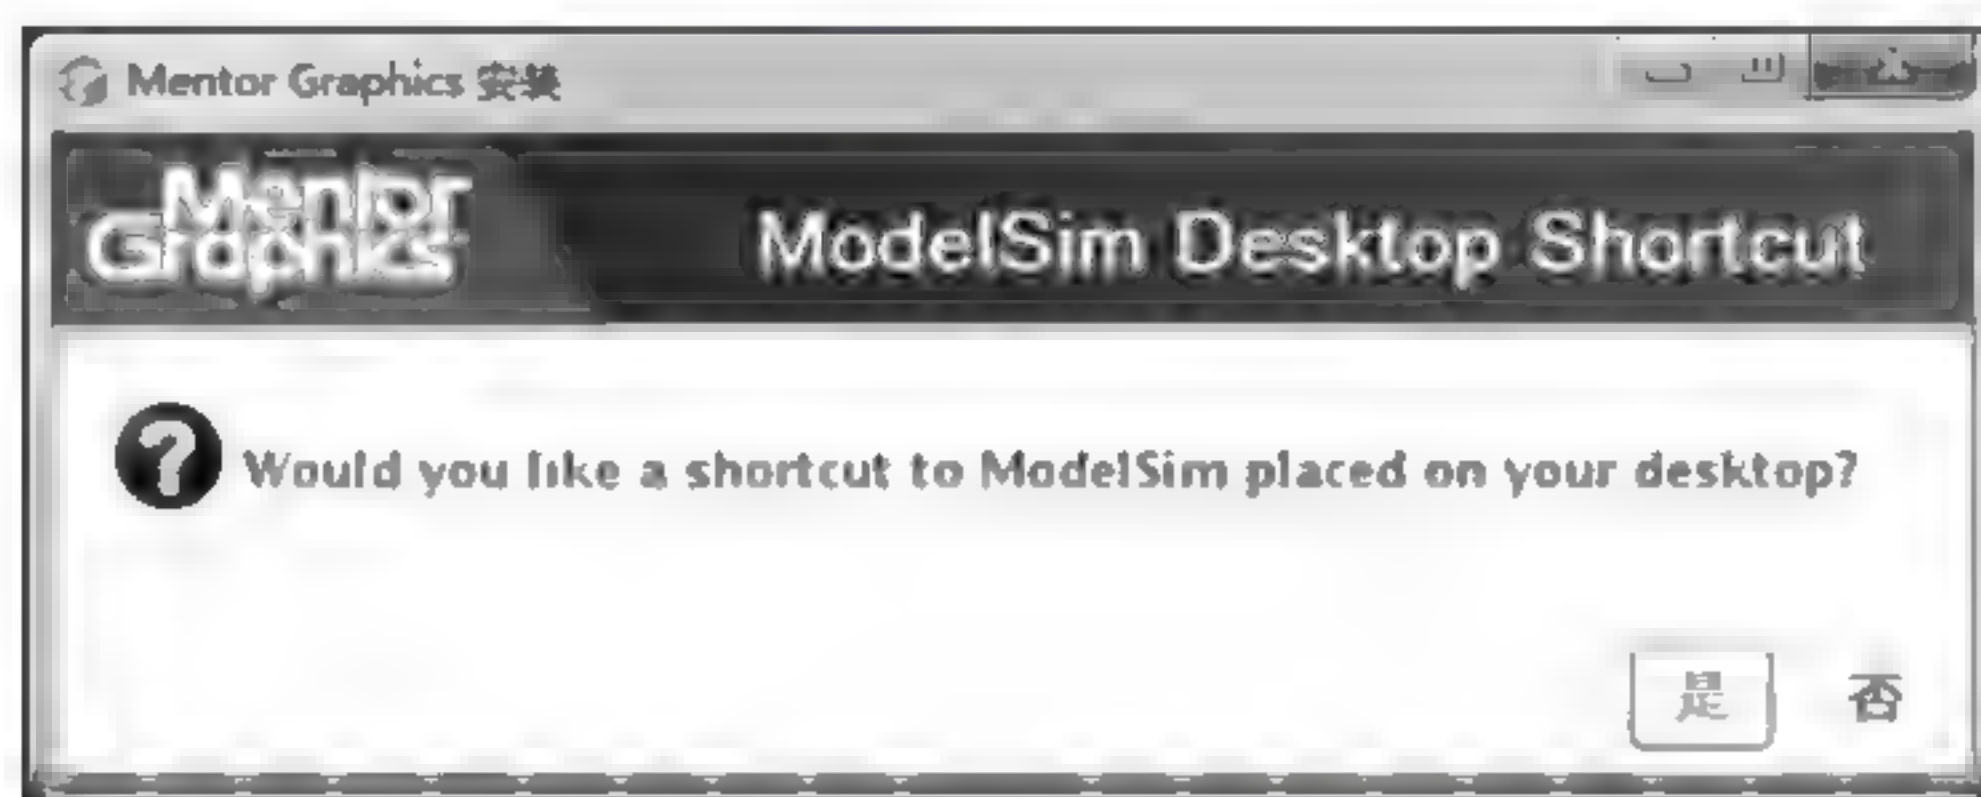 Mentor Graphics 安装
Mentor
Graphics
ModelSim Desktop Shortcut
Would you like a shortcut to ModelSim placed on your desktop?
是 否